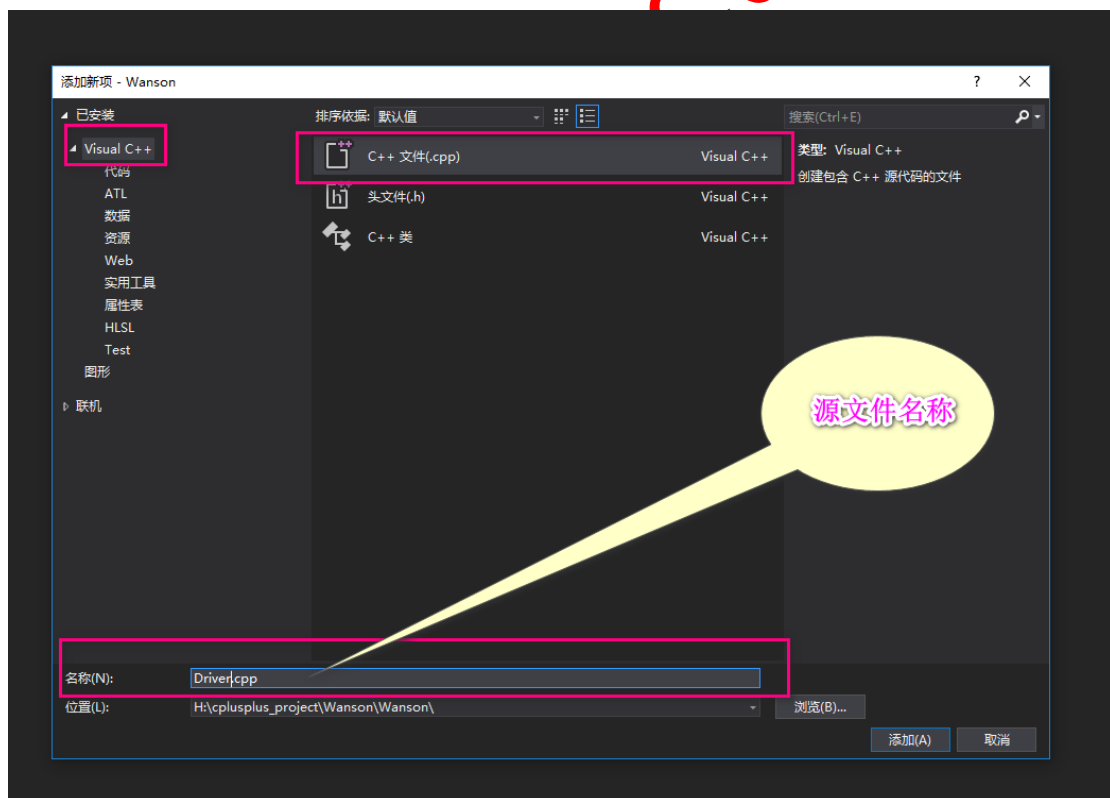 添加新项 - Wanson
? ×
已安装
排序依据: 默认值
搜索(Ctrl+E)
Visual C++
C++ 文件(.cpp) Visual C++
类型: Visual C++
代码
创建包含 C++ 源代码的文件
ATL
头文件(.h) Visual C++
数据
资源
C++ 类 Visual C++
Web
实用工具
属性表
HLSL
Test
图形
联机
源文件名称
名称(N): Driver.cpp
位置(L): H:\cplusplus_project\Wanson\Wanson\
浏览(B)...
添加(A) 取消